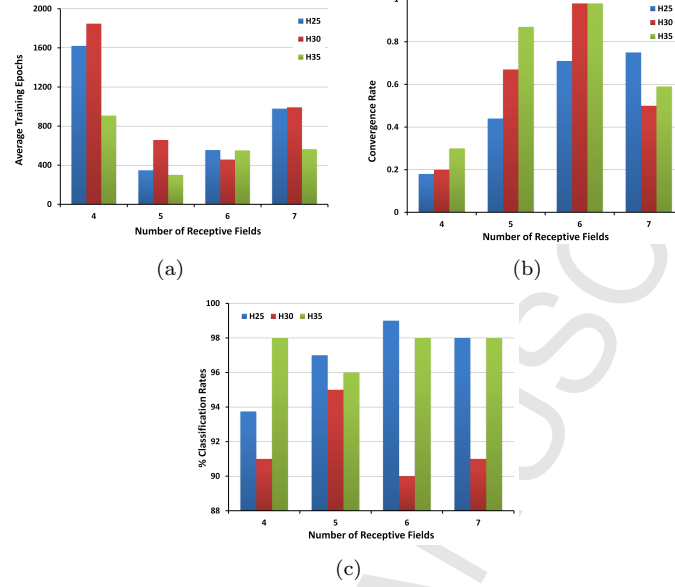 2000
1600
1200
800
400
0
Average Training Epochs
H25
H30
H35
4 5 6 7
Number of Receptive Fields
(a)
1
0.8
0.6
0.4
0.2
0
Convergence Rate
H25
H30
H35
4 5 6 7
Number of Receptive Fields
(b)
100
98
96
94
92
90
88
% Classification Rates
H25 H30 H35
4 5 6 7
Number of Receptive Fields
(c)